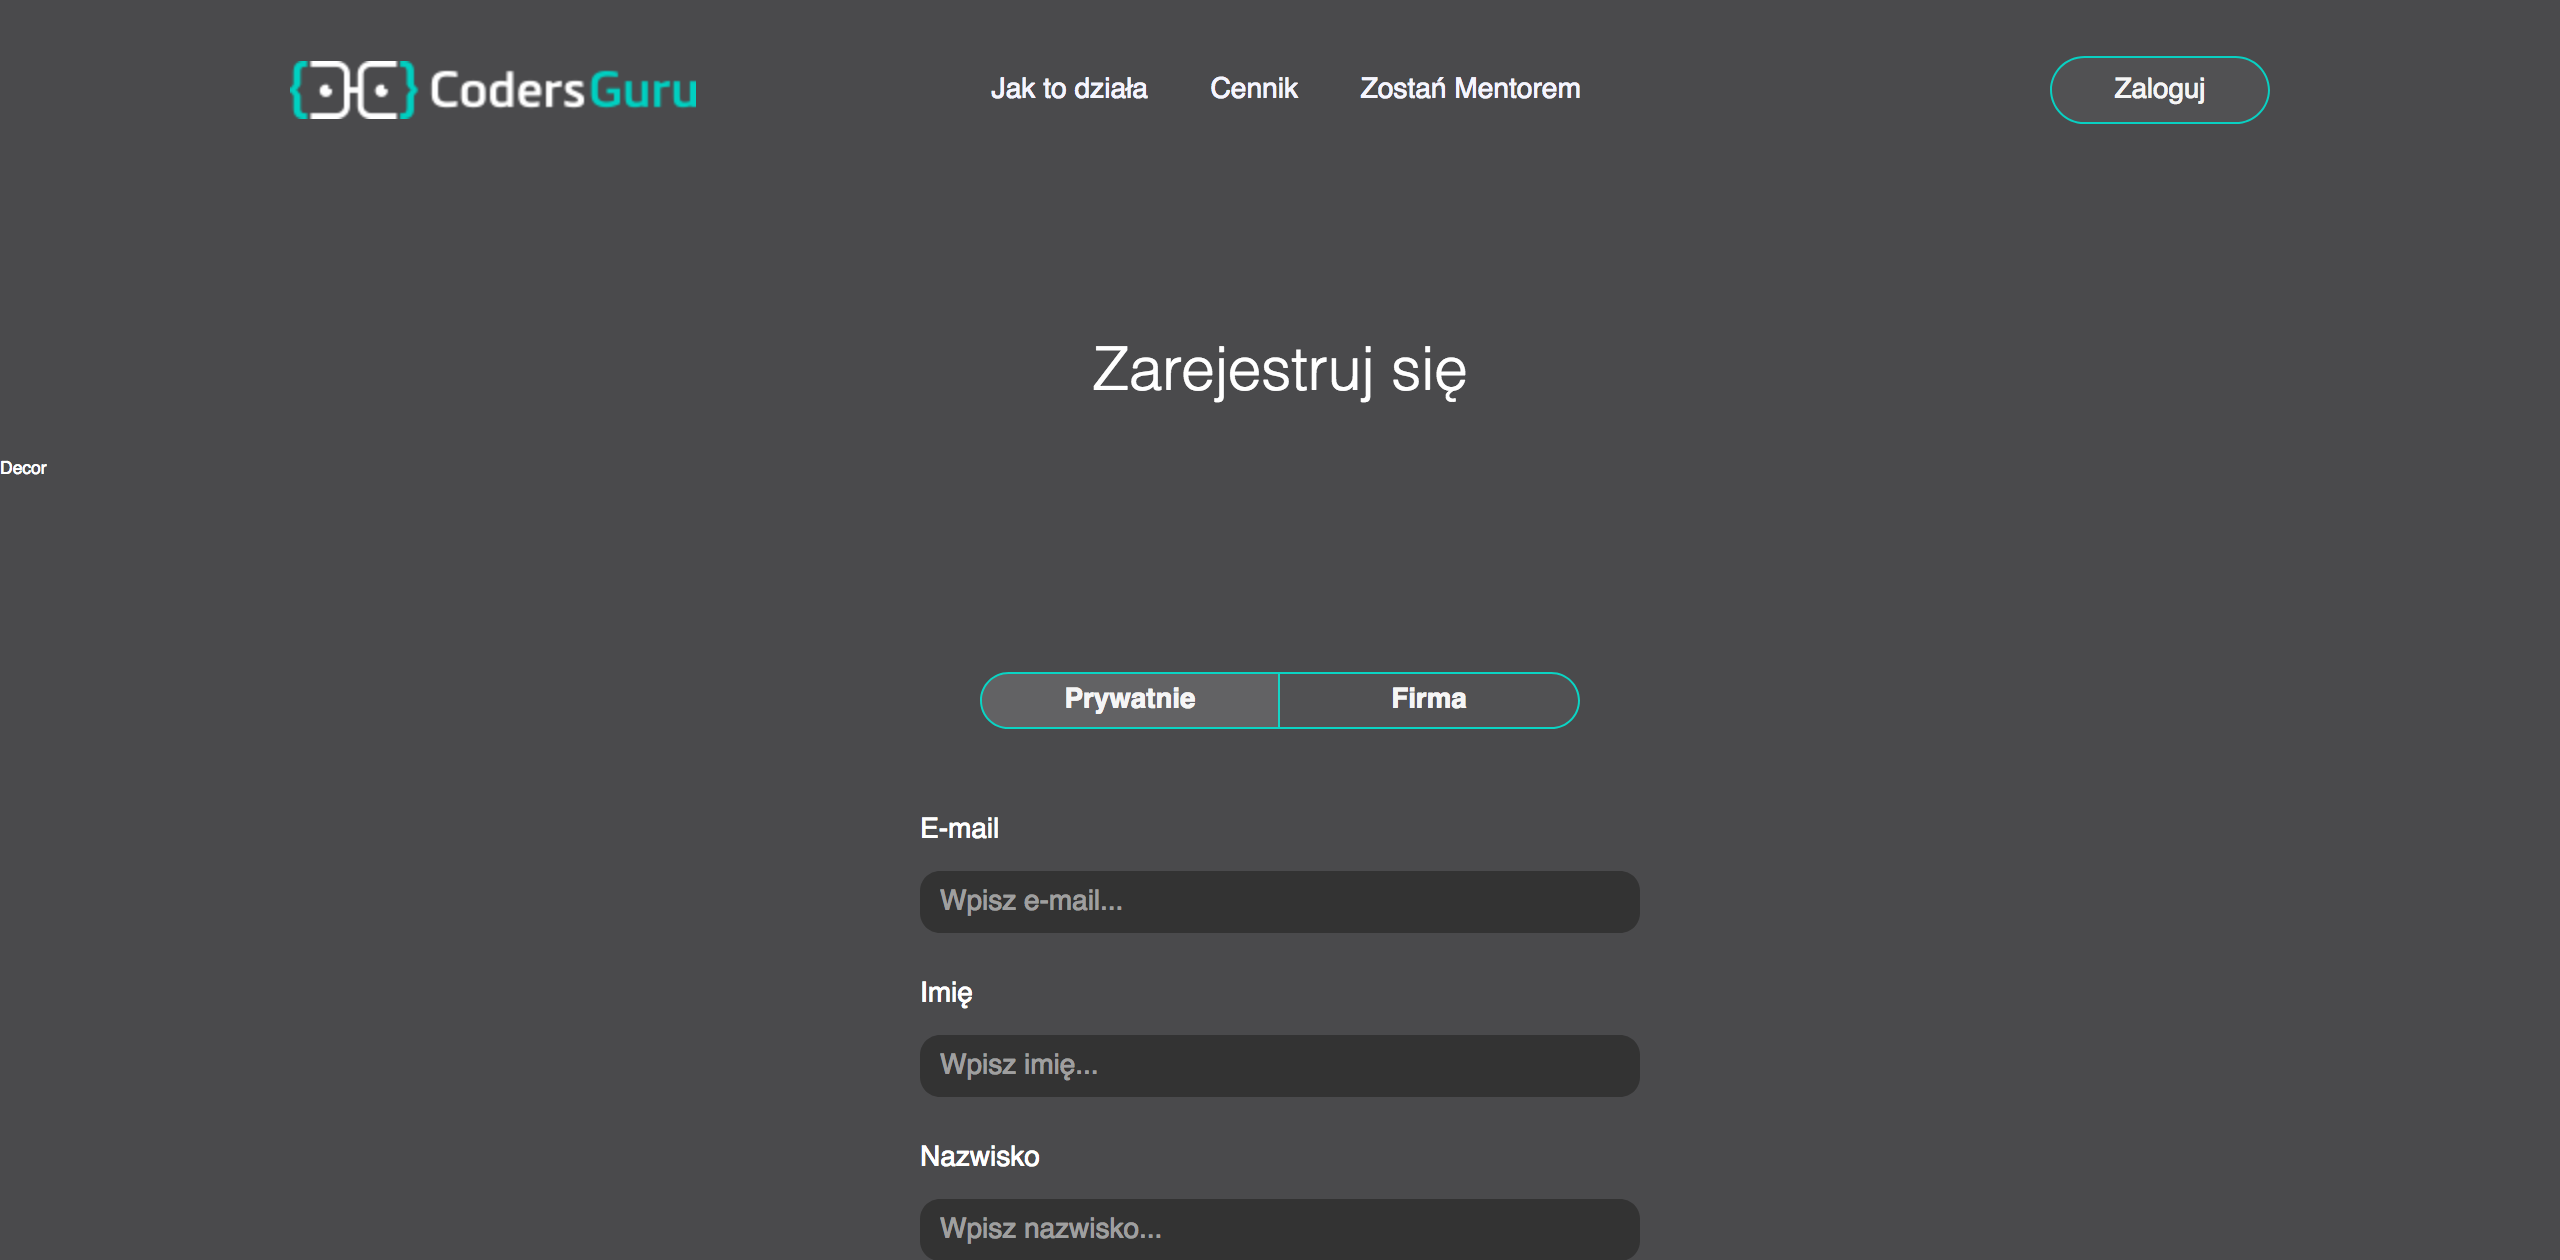 CodersGuru
Jak to działa Cennik Zostań Mentorem
Zaloguj
Zarejestruj się
Decor
Prywatnie Firma
E-mail
Wpisz e-mail...
Imię
Wpisz imię...
Nazwisko
Wpisz nazwisko...